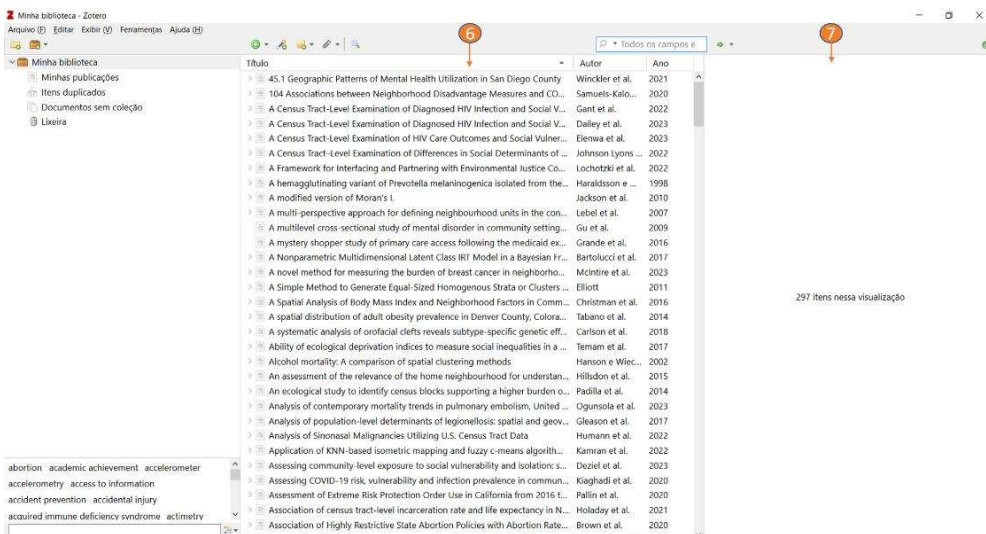 Minha biblioteca - Zotero
Arquivo (F) Editar Exibir (V) Ferramentas Ajuda (H)
6
7
Todos os campos e
Minha biblioteca
Minhas publicações
Itens duplicados
Documentos sem coleção
Lixeira
Título Autor Ano
45.1 Geographic Patterns of Mental Health Utilization in San Diego County Winckler et al. 2021
104 Associations between Neighborhood Disadvantage Measures and CO... Samuels-Kalo... 2020
A Census Tract-Level Examination of Diagnosed HIV Infection and Social V... Gant et al. 2022
A Census Tract-Level Examination of Diagnosed HIV Infection and Social V... Dailey et al. 2023
A Census Tract-Level Examination of HIV Care Outcomes and Social Vulner... Elenwa et al. 2023
A Census Tract-Level Examination of Differences in Social Determinants of ... Johnson Lyons ... 2022
A Framework for Interfacing and Partnering with Environmental Justice Co... Lochotzki et al. 2022
A hemagglutinating variant of Prevotella melaninogenica isolated from the... Haraldsson e ... 1998
A modified version of Moran's I. Jackson et al. 2010
A multi-perspective approach for defining neighbourhood units in the con... Lebel et al. 2007
A multilevel cross-sectional study of mental disorder in community setting... Gu et al. 2009
A mystery shopper study of primary care access following the medicaid ex... Grande et al. 2016
A Nonparametric Multidimensional Latent Class IRT Model in a Bayesian Fr... Bartolucci et al. 2017
A novel method for measuring the burden of breast cancer in neighborho... McIntire et al. 2023
A Simple Method to Generate Equal-Sized Homogenous Strata or Clusters ... Elliott 2011
A Spatial Analysis of Body Mass Index and Neighborhood Factors in Comm... Christman et al. 2016
A spatial distribution of adult obesity prevalence in Denver County, Colora... Tabano et al. 2014
A systematic analysis of orofacial clefts reveals subtype-specific genetic eff... Carlson et al. 2018
Ability of ecological deprivation indices to measure social inequalities in a ... Temam et al. 2017
Alcohol mortality: A comparison of spatial clustering methods Hanson e Wiec... 2002
An assessment of the relevance of the home neighbourhood for understan... Hillsdon et al. 2015
An ecological study to identify census blocks supporting a higher burden o... Padilla et al. 2014
Analysis of contemporary mortality trends in pulmonary embolism, United ... Ogunsola et al. 2023
Analysis of population-level determinants of legionellosis: spatial and geov... Gleason et al. 2017
Analysis of Sinonasal Malignancies Utilizing U.S. Census Tract Data Humann et al. 2022
Application of KNN-based isometric mapping and fuzzy c-means algorith... Kamran et al. 2022
Assessing community-level exposure to social vulnerability and isolation: s... Deziel et al. 2023
Assessing COVID-19 risk, vulnerability and infection prevalence in commun... Kiaghadi et al. 2020
Assessment of Extreme Risk Protection Order Use in California from 2016 t... Pallin et al. 2020
Association of census tract-level incarceration rate and life expectancy in N... Holaday et al. 2021
Association of Highly Restrictive State Abortion Policies with Abortion Rate... Brown et al. 2020
297 itens nessa visualização
abortion academic achievement accelerometer
accelerometry access to information
accident prevention accidental injury
acquired immune deficiency syndrome actimetry